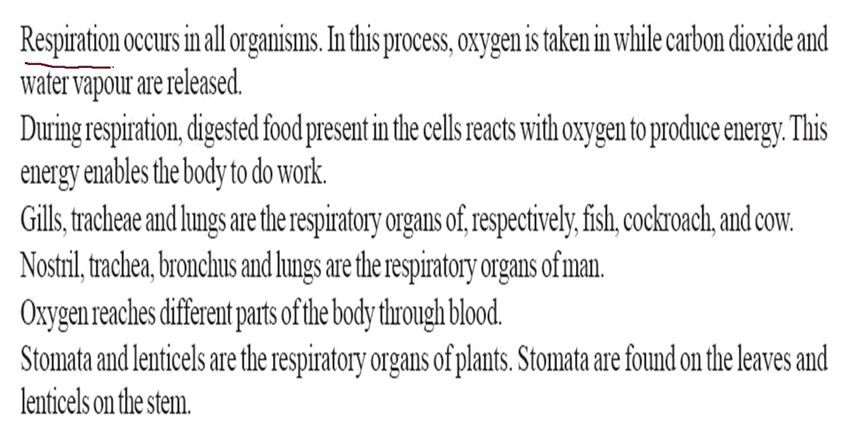 Respiration occurs in all organisms. In this process, oxygen is taken in while carbon dioxide and
water vapour are released.
During respiration, digested food present in the cells reacts with oxygen to produce energy. This
energy enables the body to do work.
Gills, tracheae and lungs are the respiratory organs of, respectively, fish, cockroach, and cow.
Nostril, trachea, bronchus and lungs are the respiratory organs of man.
Oxygen reaches different parts of the body through blood.
Stomata and lenticels are the respiratory organs of plants. Stomata are found on the leaves and
lenticels on the stem.